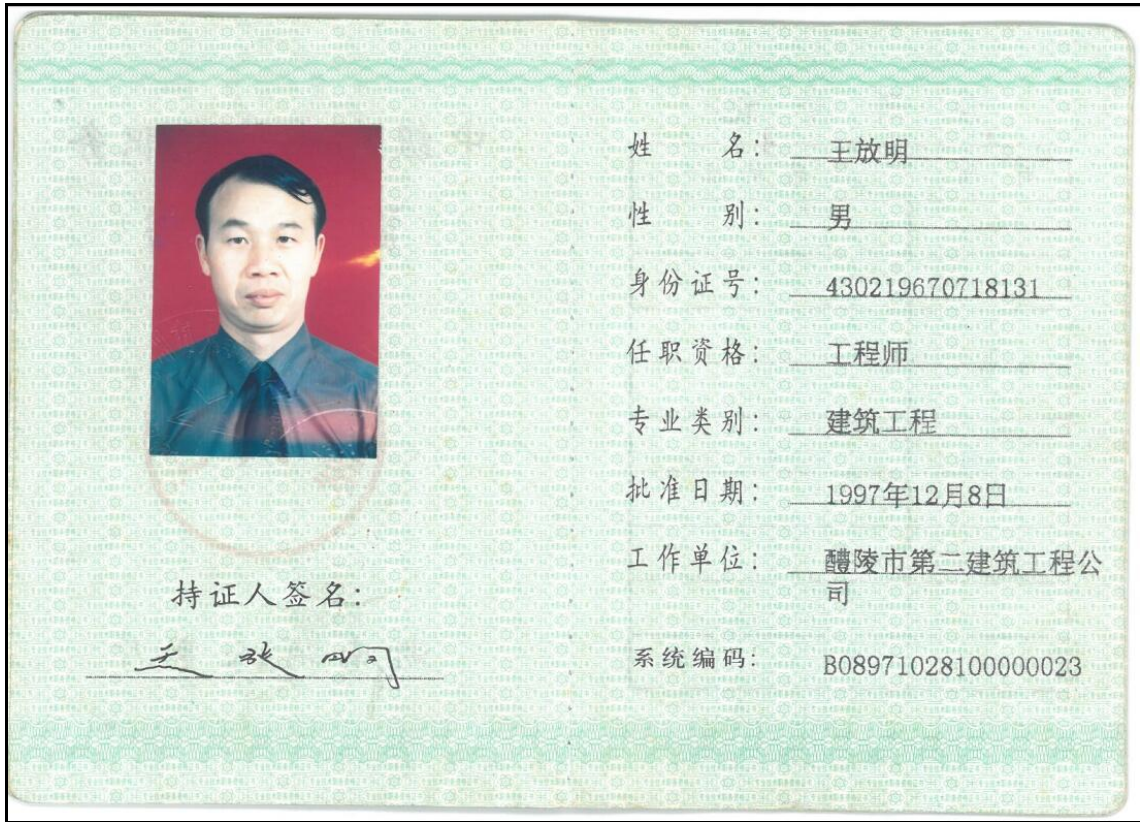 姓 名： 王放明
性 别： 男
身份证号： 430219670718131
任职资格： 工程师
专业类别： 建筑工程
批准日期： 1997年12月8日
工作单位： 醴陵市第二建筑工程公
司
系统编码： B08971028100000023
持证人签名：
王放明